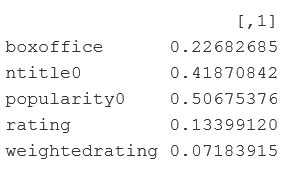 [,1]
boxoffice 0.22682685
ntitle0 0.41870842
popularity0 0.50675376
rating 0.13399120
weightedrating 0.07183915